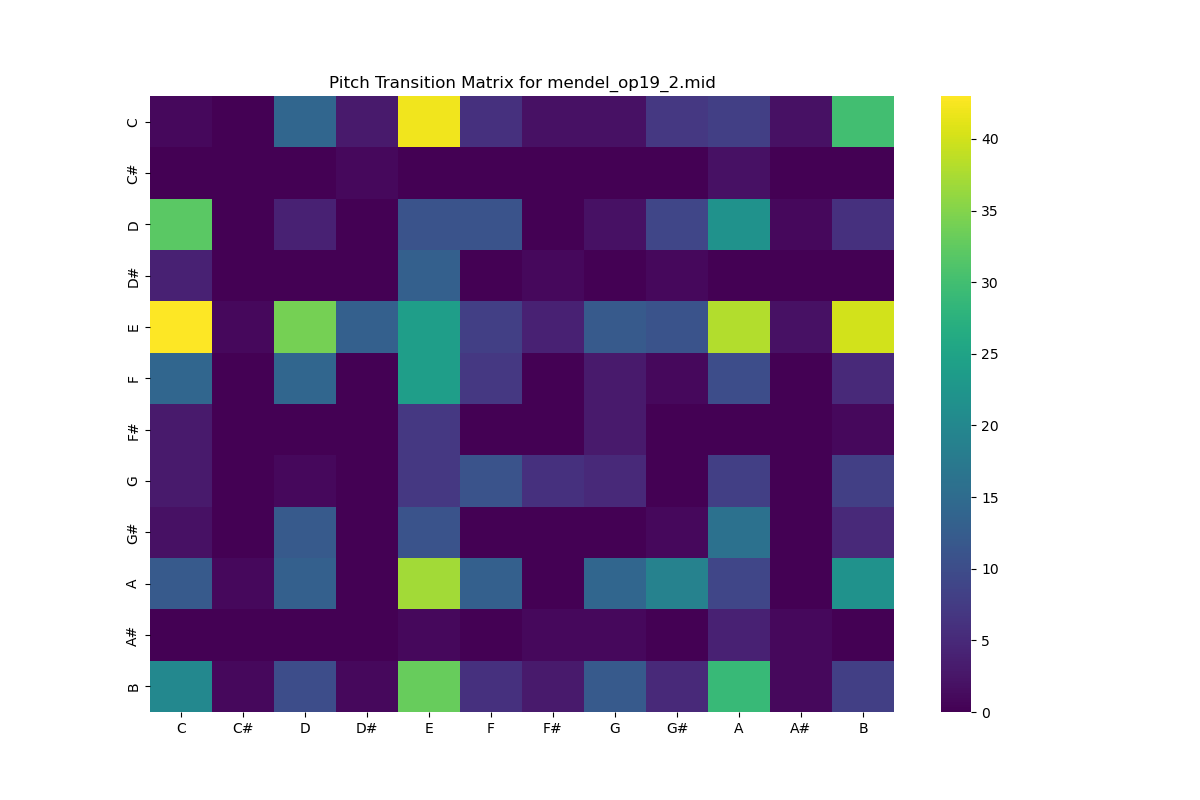 Pitch Transition Matrix for mendel_op19_2.mid
C
C#
D
D#
E
F
F#
G
G#
A
A#
B
C C# D D# E F F# G G# A A# B
40
35
30
25
20
15
10
5
0